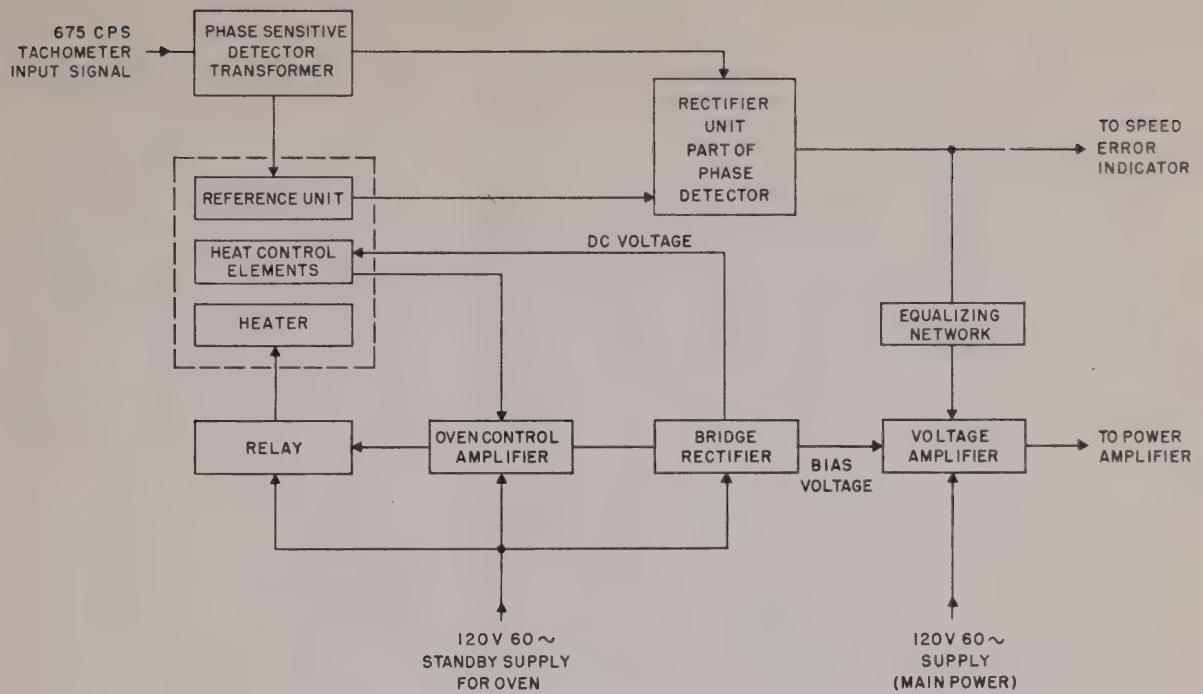 675 CPS
TACHOMETER
INPUT SIGNAL
PHASE SENSITIVE
DETECTOR
TRANSFORMER
RECTIFIER
UNIT
PART OF
PHASE
DETECTOR
TO SPEED
ERROR
INDICATOR
REFERENCE UNIT
HEAT CONTROL
ELEMENTS
DC VOLTAGE
HEATER
EQUALIZING
NETWORK
RELAY
OVEN CONTROL
AMPLIFIER
BRIDGE
RECTIFIER
BIAS
VOLTAGE
VOLTAGE
AMPLIFIER
TO POWER
AMPLIFIER
120V 60~
STANDBY SUPPLY
FOR OVEN
120V 60~
SUPPLY
(MAIN POWER)